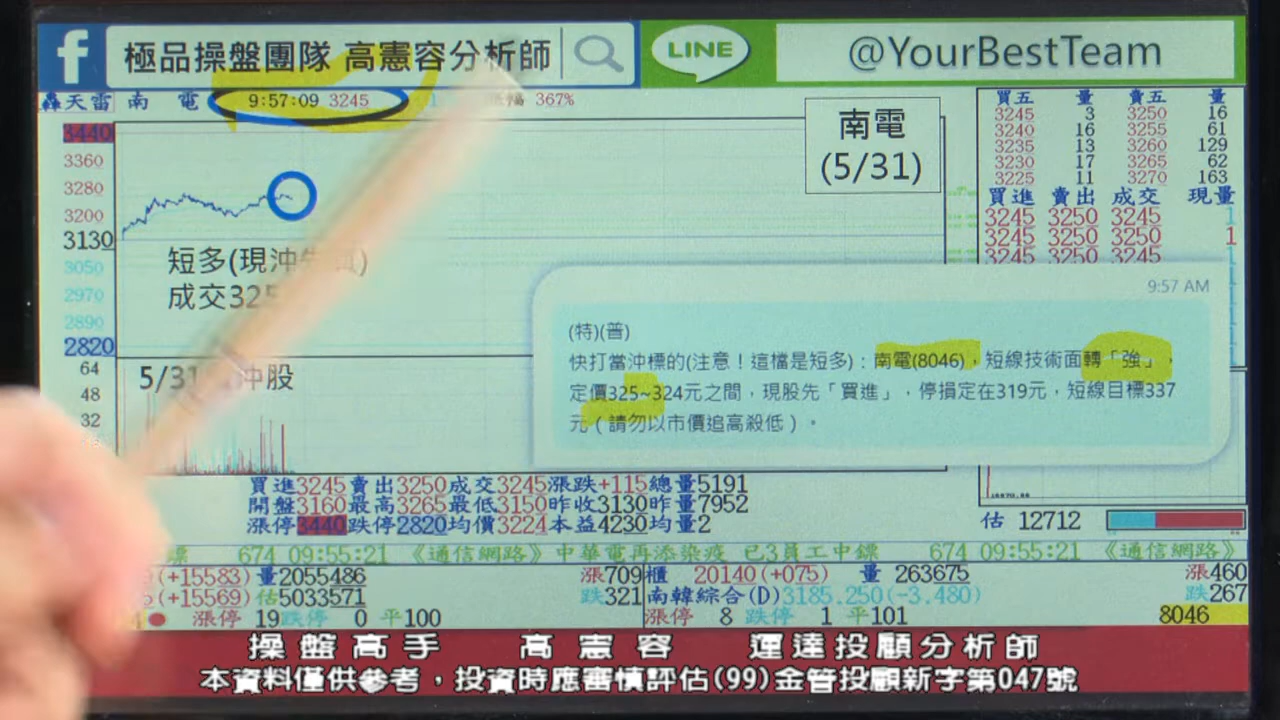 極品操盤團隊 高憲容分析師
LINE
@YourBestTeam
轟天雷 南 電 9:57:09 3245 幅 367%
3440
3360
3280
3200
3130
3050
2970
2890
2820
64
48
32
南電
(5/31)
短多(現沖先買)
成交325
5/31 沖股
買五 量 賣五 量
3245 3 3250 16
3240 16 3255 61
3235 13 3260 129
3230 17 3265 62
3225 11 3270 163
買進 賣出 成交 現量
3245 3250 3245 1
3245 3250 3250 1
3245 3250 3245
9:57 AM
(特)(普)
快打當沖標的(注意！這檔是短多)：南電(8046)，短線技術面轉「強」，
定價325~324元之間，現股先「買進」，停損定在319元，短線目標337
元（請勿以市價追高殺低）。
買進3245賣出3250成交3245漲跌+115總量5191
開盤3160最高3265最低3150昨收3130昨量7952
漲停3440跌停2820均價3224本益4230均量2
估 12712
鏢 674 09:55:21 《通信網路》中華電再添染疫 已3員工中鏢 674 09:55:21 《通信網路》
(+15583) 量2055486 漲709 櫃 20140(+075) 量 263675 漲460
(+15569) 估5033571 跌321 南韓綜合(D) 3185.250(-3.480) 跌267
漲停 19 跌停 0 平100 漲停 8 跌停 1 平101 8046
操盤高手 高憲容 運達投顧分析師
本資料僅供參考，投資時應審慎評估(99)金管投顧新字第047號